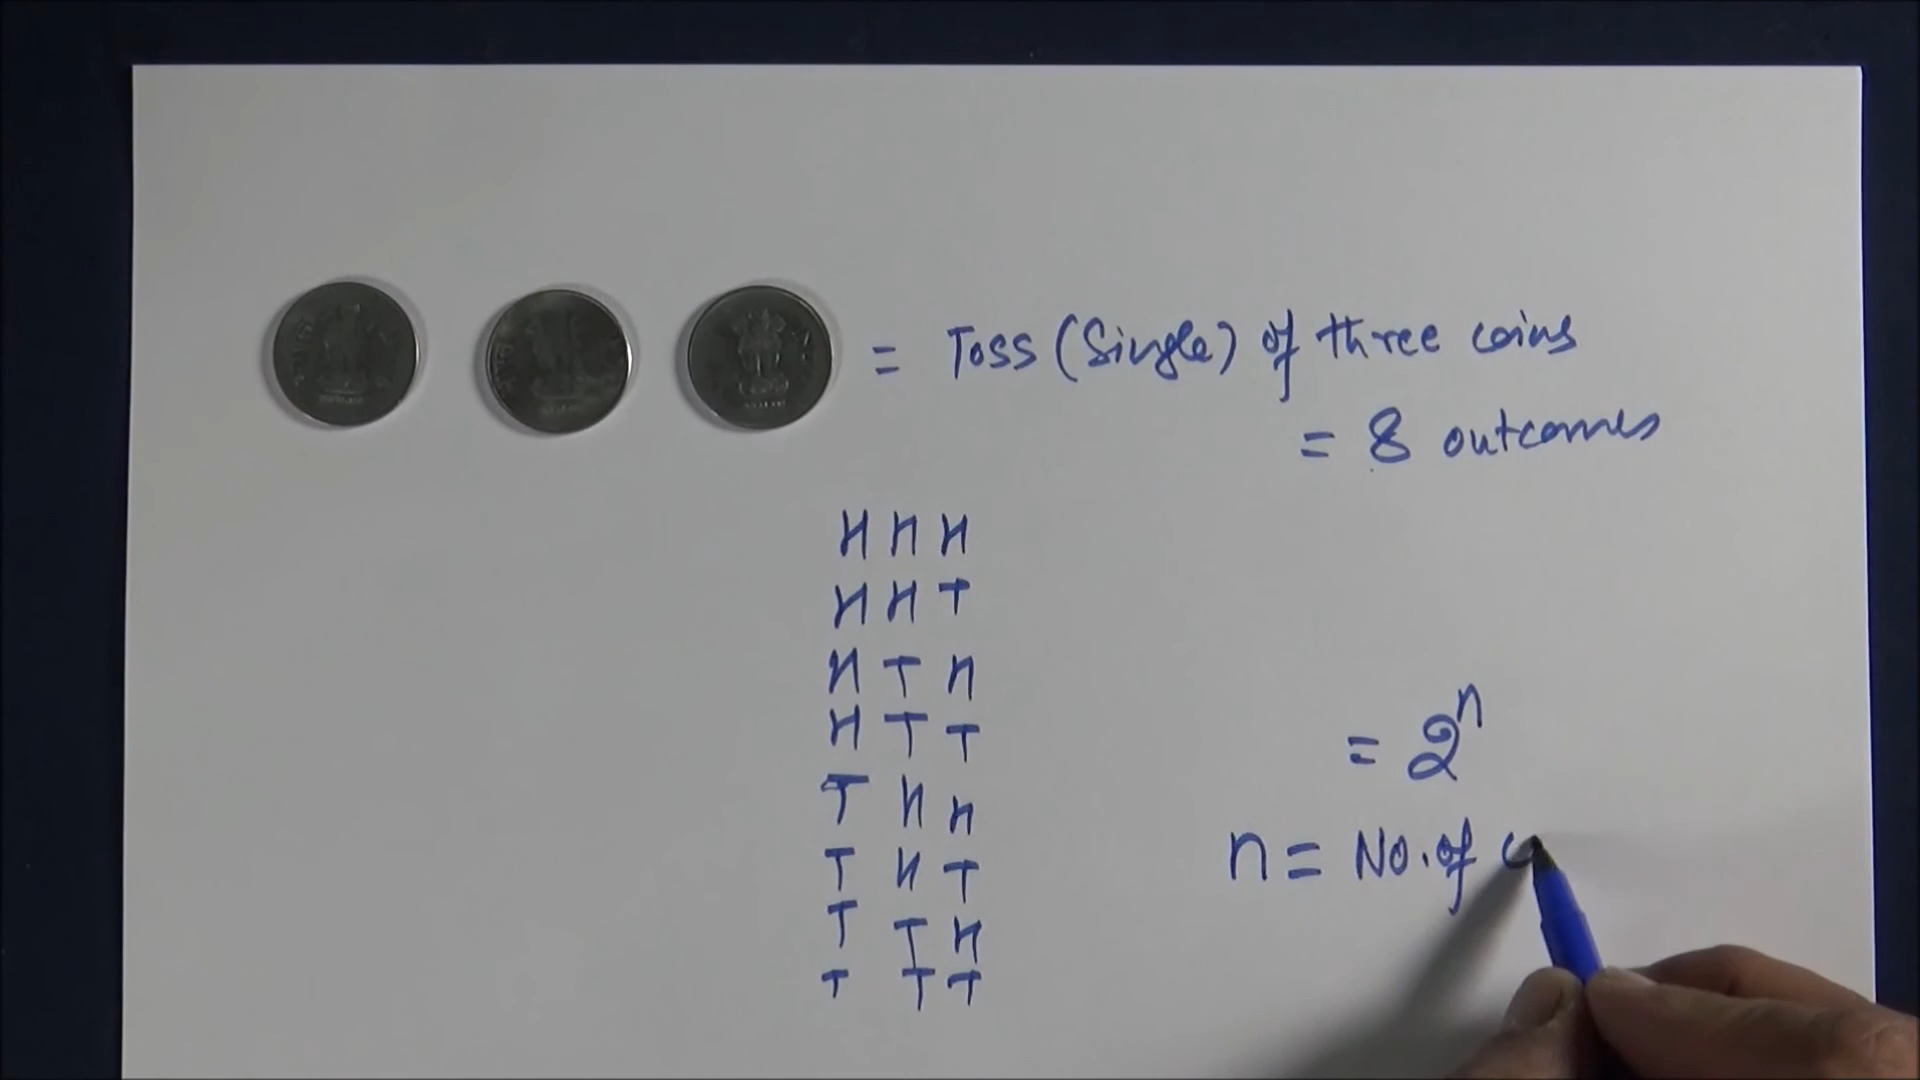 = Toss (Single) of three coins
= 8 outcomes
H H H
H H T
H T H
H T T
T H H
T H T
T T H
T T T
= 2ⁿ
n = No. of